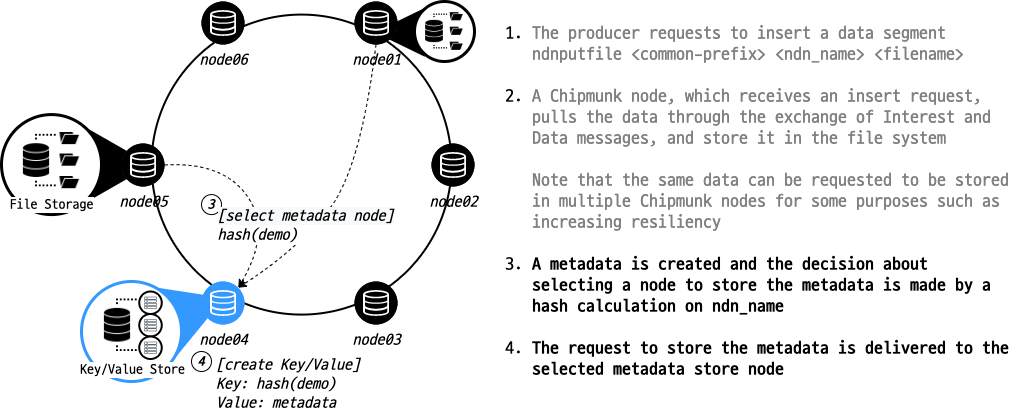 node06
node01
File Storage
node05
node02
③
[select metadata node]
hash(demo)
node04
node03
Key/Value Store
④
[create Key/Value]
Key: hash(demo)
Value: metadata
1. The producer requests to insert a data segment
ndnputfile <common-prefix> <ndn_name> <filename>
2. A Chipmunk node, which receives an insert request,
pulls the data through the exchange of Interest and
Data messages, and store it in the file system
Note that the same data can be requested to be stored
in multiple Chipmunk nodes for some purposes such as
increasing resiliency
3. A metadata is created and the decision about
selecting a node to store the metadata is made by a
hash calculation on ndn_name
4. The request to store the metadata is delivered to the
selected metadata store node